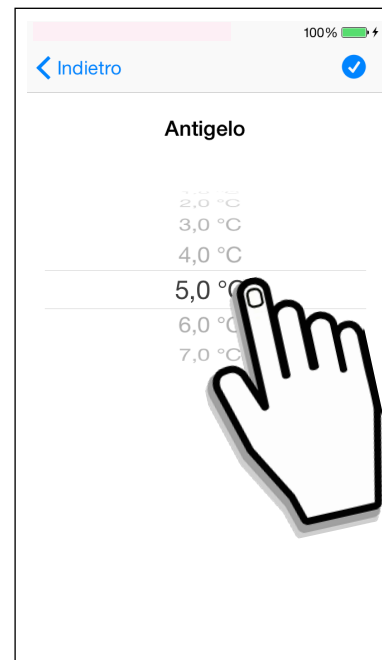 100%
Indietro
Antigelo
2,0 °C
3,0 °C
4,0 °C
5,0 °C
6,0 °C
7,0 °C